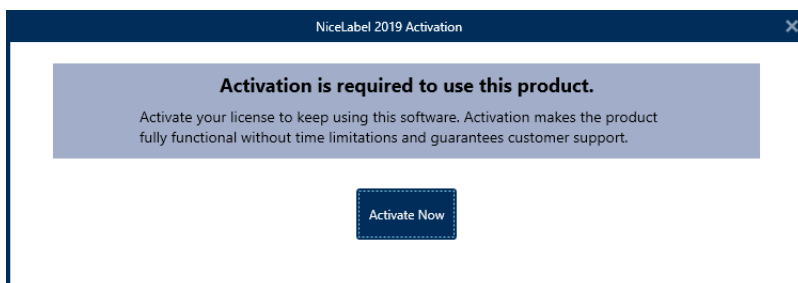 NiceLabel 2019 Activation
Activation is required to use this product.
Activate your license to keep using this software. Activation makes the product
fully functional without time limitations and guarantees customer support.
Activate Now